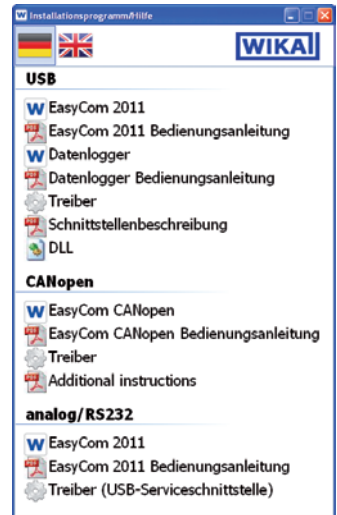 Installationsprogramm/Hilfe
WIKAI
USB
EasyCom 2011
EasyCom 2011 Bedienungsanleitung
Datenlogger
Datenlogger Bedienungsanleitung
Treiber
Schnittstellenbeschreibung
DLL
CANopen
EasyCom CANopen
EasyCom CANopen Bedienungsanleitung
Treiber
Additional instructions
analog/RS232
EasyCom 2011
EasyCom 2011 Bedienungsanleitung
Treiber (USB-Serviceschnittstelle)